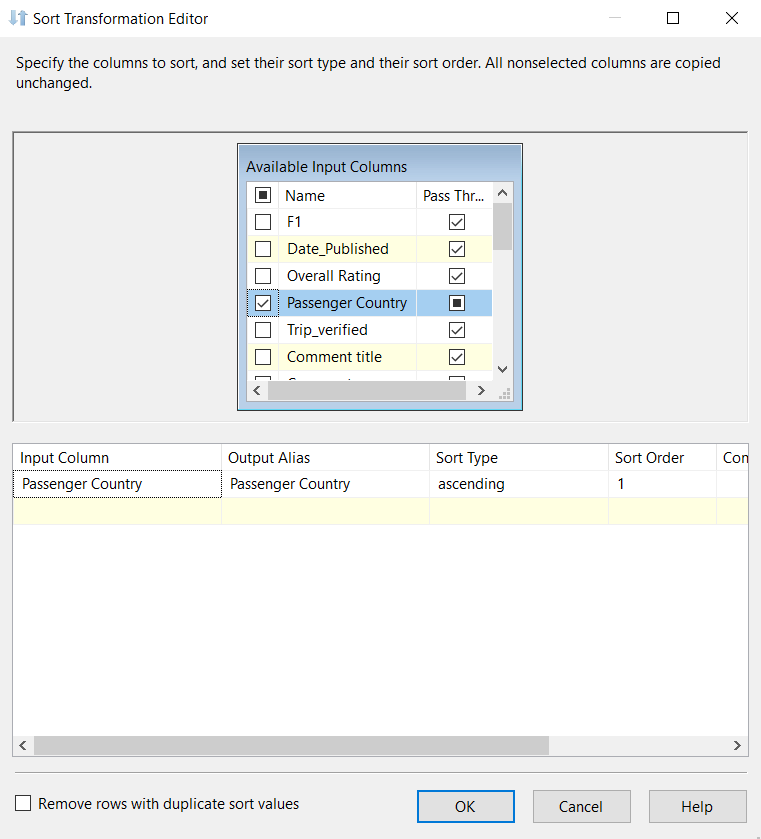 Sort Transformation Editor
Specify the columns to sort, and set their sort type and their sort order. All nonselected columns are copied
unchanged.
Available Input Columns
Name Pass Thr...
F1
Date_Published
Overall Rating
Passenger Country
Trip_verified
Comment title
Input Column Output Alias Sort Type Sort Order Con
Passenger Country Passenger Country ascending 1
Remove rows with duplicate sort values
OK Cancel Help